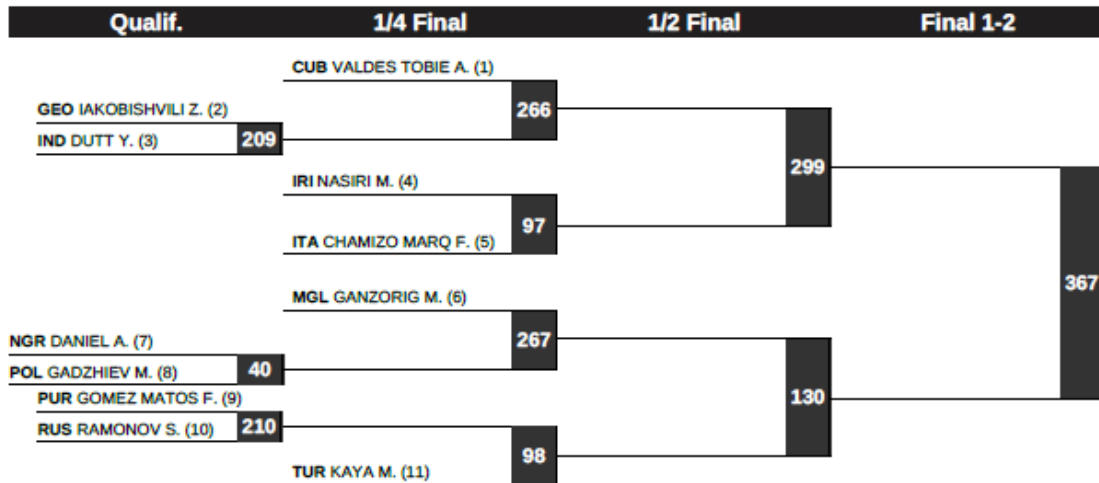 Qualif. 1/4 Final 1/2 Final Final 1-2
CUB VALDES TOBIE A. (1)
266
GEO IAKOBISHVILI Z. (2)
IND DUTT Y. (3)
209
299
IRI NASIRI M. (4)
97
ITA CHAMIZO MARQ F. (5)
367
MGL GANZORIG M. (6)
267
NGR DANIEL A. (7)
POL GADZHIEV M. (8)
40
130
PUR GOMEZ MATOS F. (9)
RUS RAMONOV S. (10)
210
98
TUR KAYA M. (11)